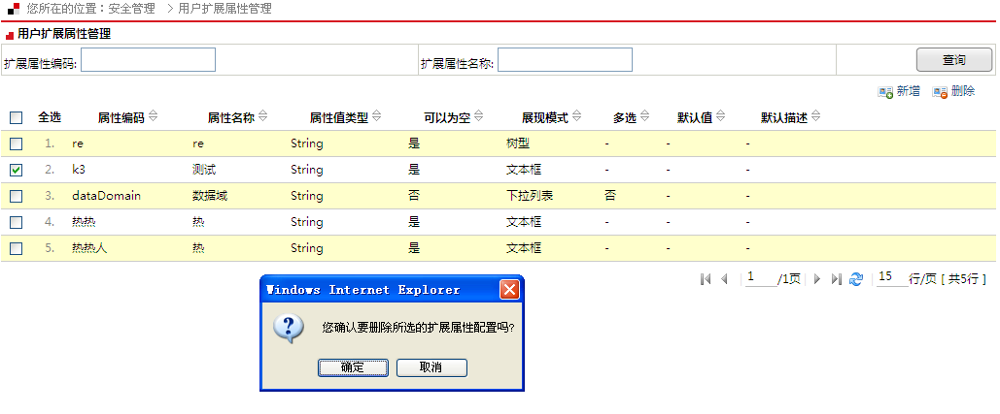 您所在的位置：安全管理 > 用户扩展属性管理
用户扩展属性管理
扩展属性编码: 扩展属性名称: 查询
新增 删除
全选 属性编码 属性名称 属性值类型 可以为空 展现模式 多选 默认值 默认描述
1. re re String 是 树型 - - -
2. k3 测试 String 是 文本框 - - -
3. dataDomain 数据域 String 否 下拉列表 否 - -
4. 热热 热 String 是 文本框 - - -
5. 热热人 热 String 是 文本框 - - -
1 /1页 15 行/页 [ 共5行 ]
Windows Internet Explorer
您确认要删除所选的扩展属性配置吗?
确定 取消